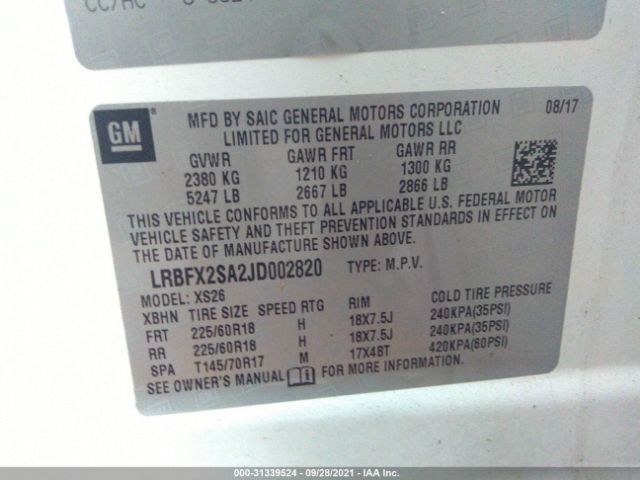 CC/AC
GM
MFD BY SAIC GENERAL MOTORS CORPORATION 08/17
LIMITED FOR GENERAL MOTORS LLC
GVWR GAWR FRT GAWR RR
2380 KG 1210 KG 1300 KG
5247 LB 2667 LB 2866 LB
THIS VEHICLE CONFORMS TO ALL APPLICABLE U.S. FEDERAL MOTOR
VEHICLE SAFETY AND THEFT PREVENTION STANDARDS IN EFFECT ON
THE DATE OF MANUFACTURE SHOWN ABOVE.
LRBFX2SA2JD002820 TYPE: M.P.V.
MODEL: XS26
XBHN TIRE SIZE SPEED RTG RIM COLD TIRE PRESSURE
FRT 225/60R18 H 18X7.5J 240KPA(35PSI)
RR 225/60R18 H 18X7.5J 240KPA(35PSI)
SPA T145/70R17 M 17X4BT 420KPA(60PSI)
SEE OWNER'S MANUAL FOR MORE INFORMATION
000-31339524 - 09/28/2021 - IAA Inc.